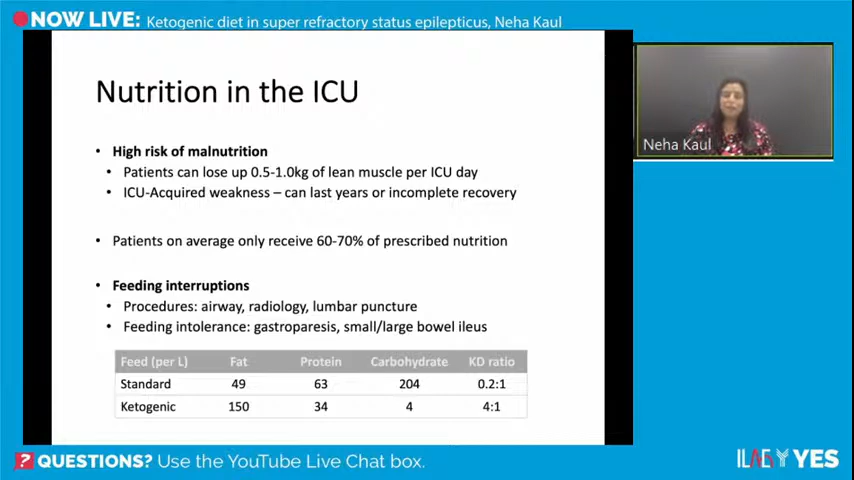 NOW LIVE: Ketogenic diet in super refractory status epilepticus, Neha Kaul
Nutrition in the ICU
• High risk of malnutrition
• Patients can lose up 0.5-1.0kg of lean muscle per ICU day
• ICU-Acquired weakness – can last years or incomplete recovery
• Patients on average only receive 60-70% of prescribed nutrition
• Feeding interruptions
• Procedures: airway, radiology, lumbar puncture
• Feeding intolerance: gastroparesis, small/large bowel ileus
Feed (per L) Fat Protein Carbohydrate KD ratio
Standard 49 63 204 0.2:1
Ketogenic 150 34 4 4:1
Neha Kaul
? QUESTIONS? Use the YouTube Live Chat box.
ILAE YES